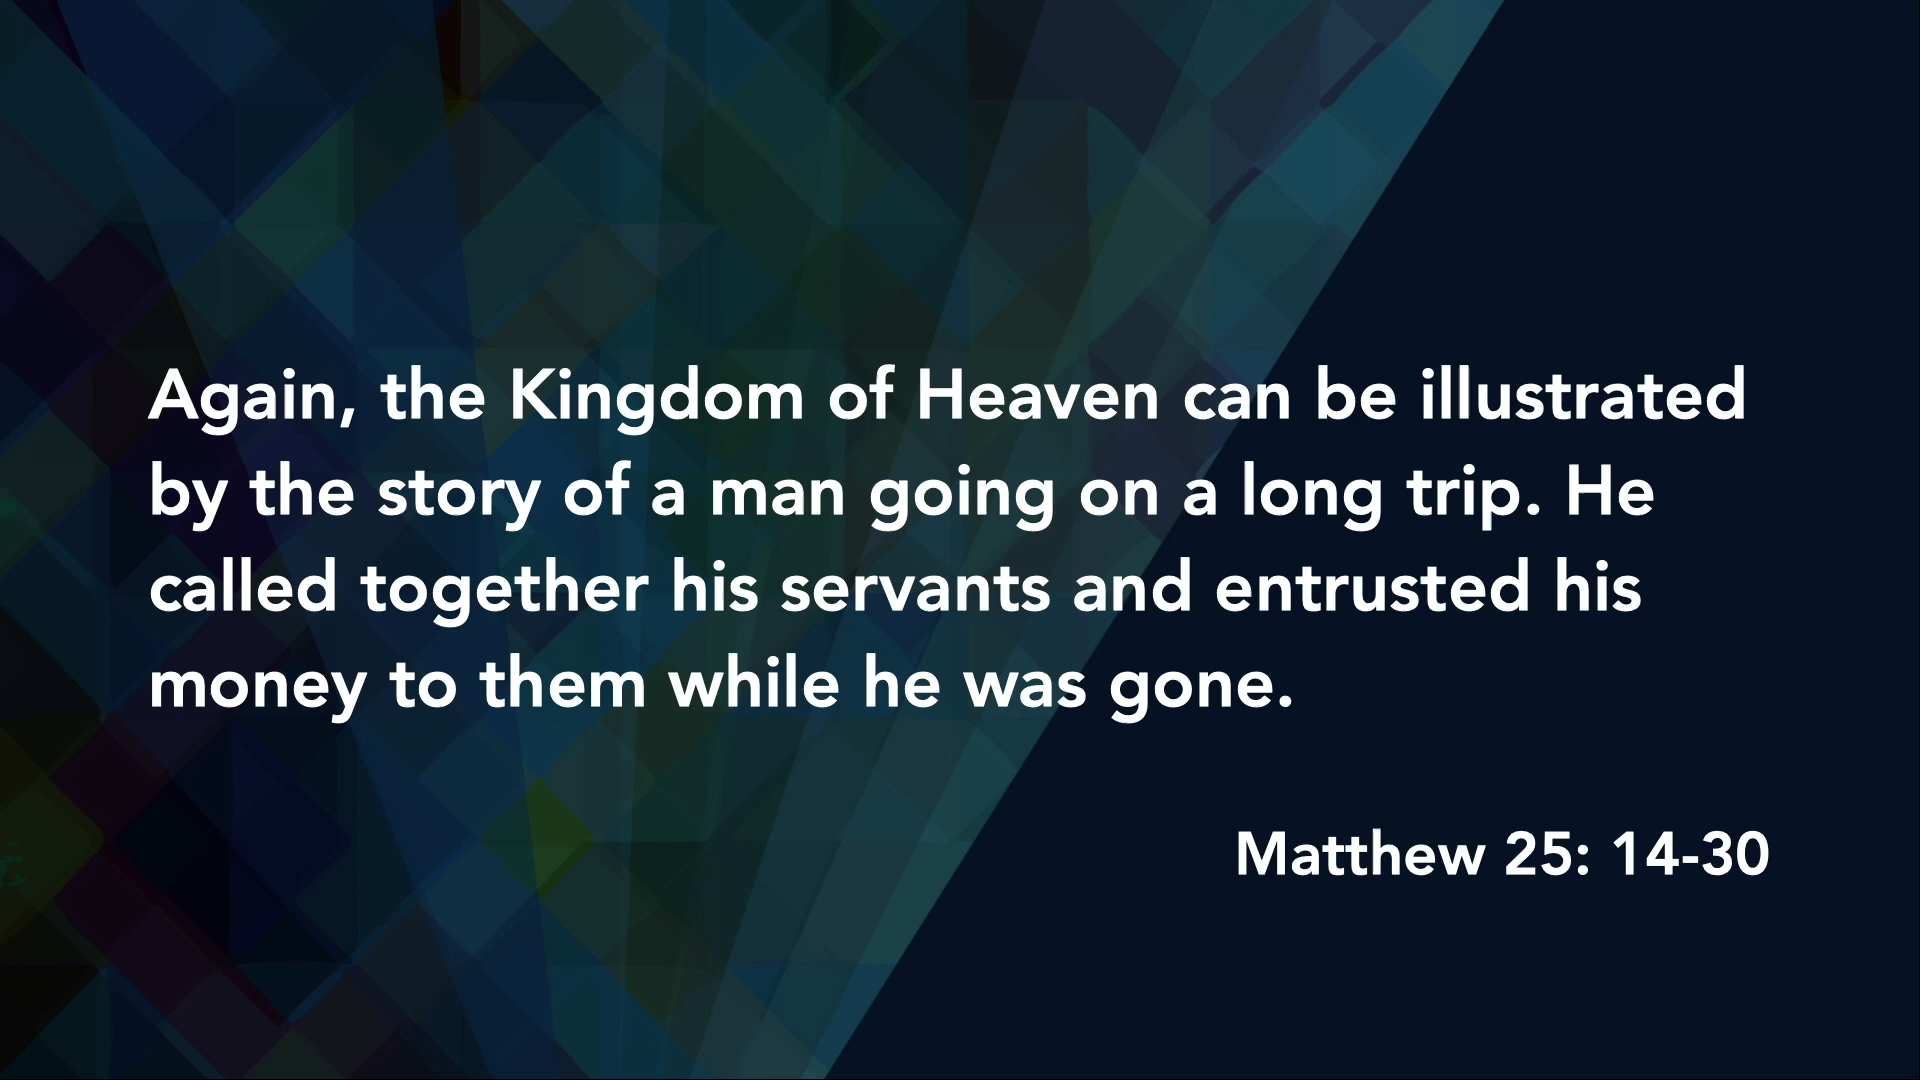 Again, the Kingdom of Heaven can be illustrated
by the story of a man going on a long trip. He
called together his servants and entrusted his
money to them while he was gone.
Matthew 25: 14-30